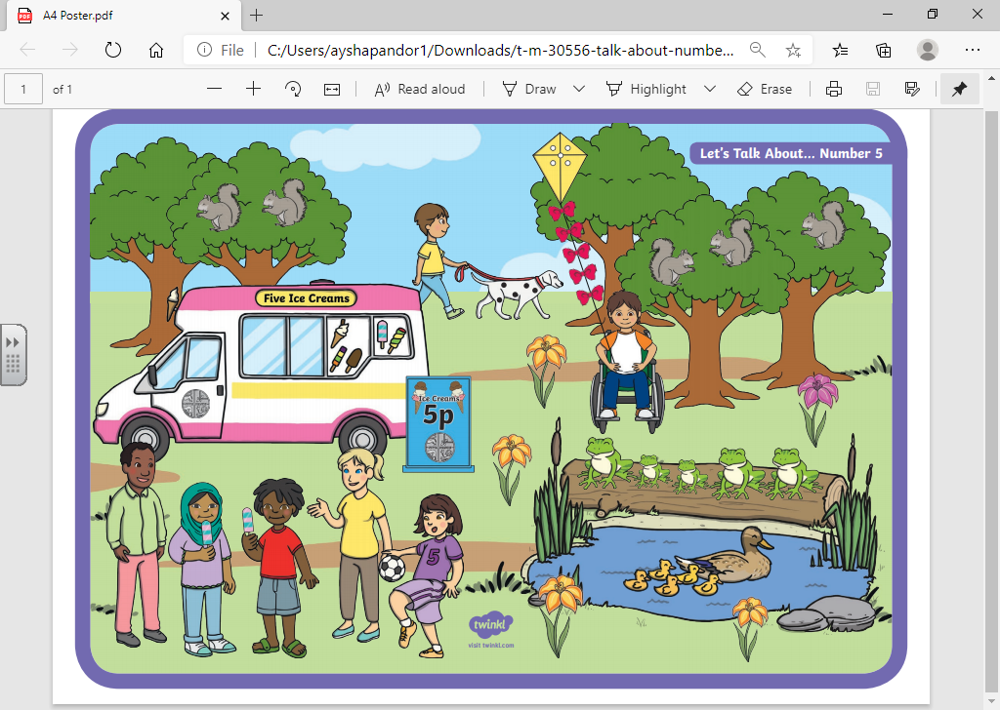 A4 Poster.pdf
File
C:/Users/ayshapandor1/Downloads/t-m-30556-talk-about-numbe...
1 of 1
Read aloud
Draw
Highlight
Erase
Let's Talk About... Number 5
Five Ice Creams
Ice Creams
5p
5
twinkl
visit twinkl.com